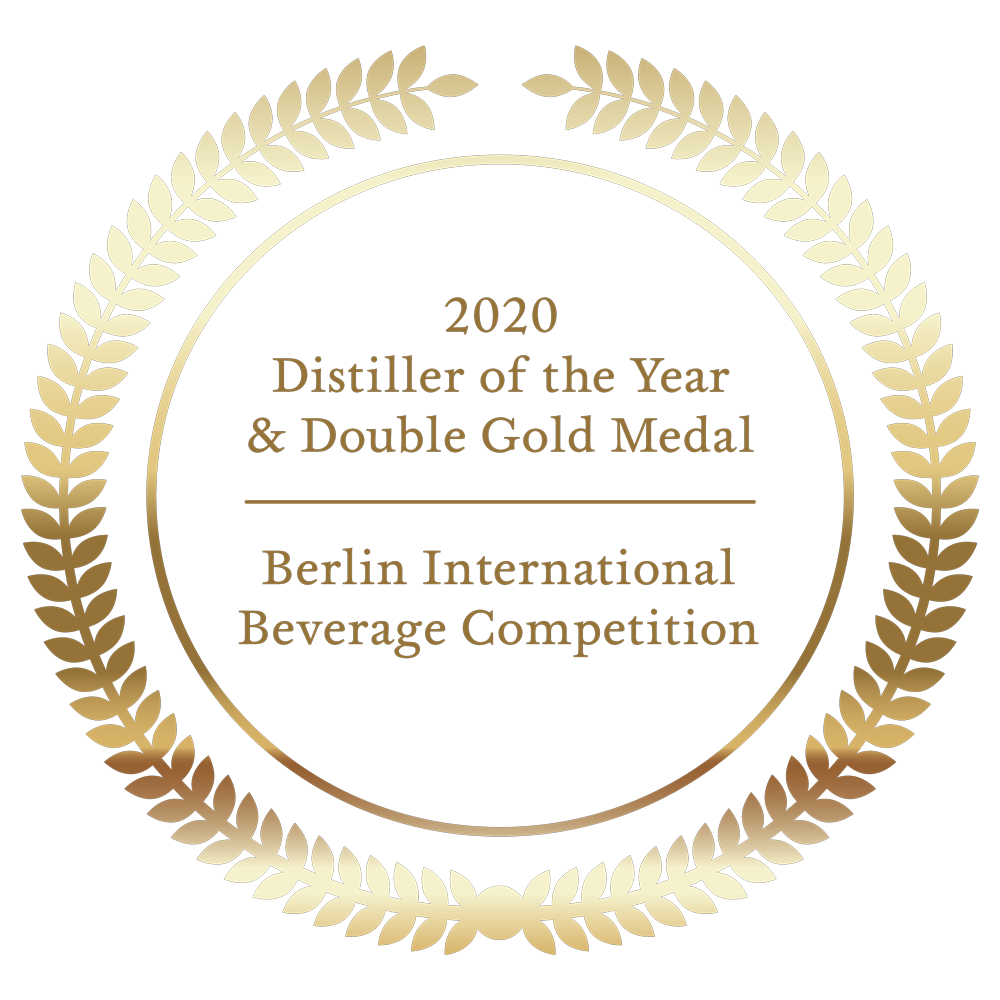 2020
Distiller of the Year
& Double Gold Medal
Berlin International
Beverage Competition